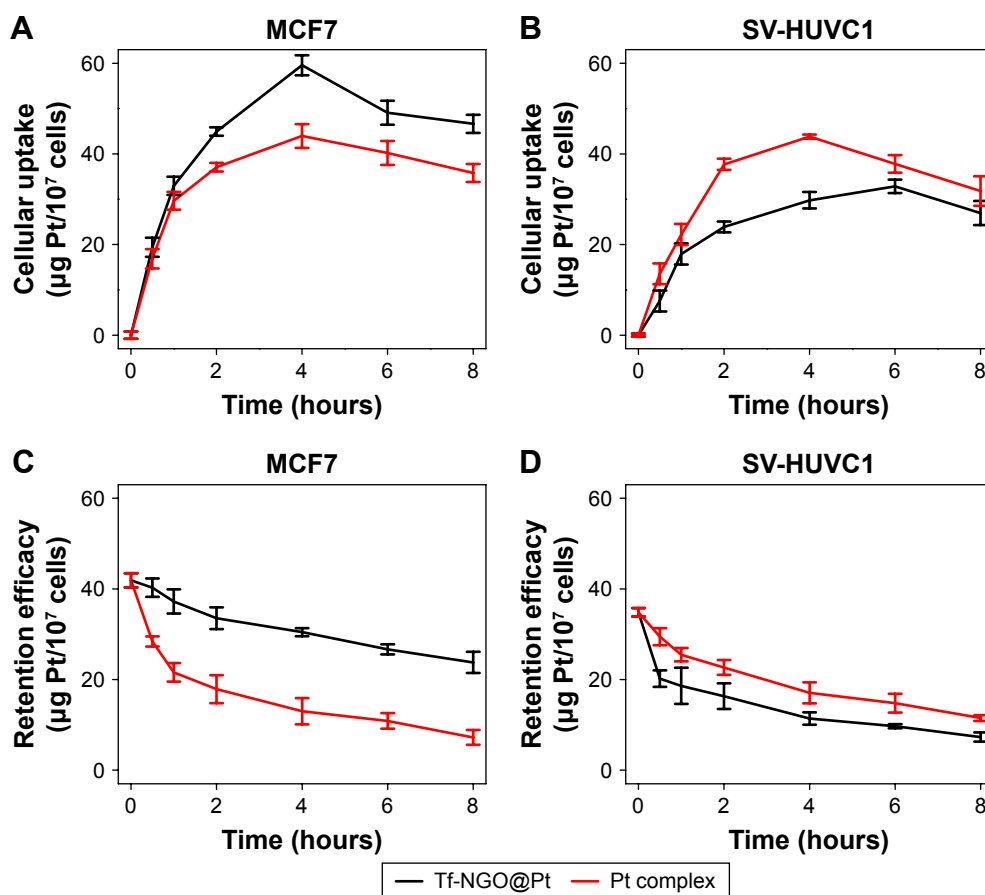 A
MCF7
Cellular uptake
(µg Pt/10⁷ cells)
60
40
20
0
0 2 4 6 8
Time (hours)
B
SV-HUVC1
Cellular uptake
(µg Pt/10⁷ cells)
60
40
20
0
0 2 4 6 8
Time (hours)
C
MCF7
Retention efficacy
(µg Pt/10⁷ cells)
60
40
20
0
0 2 4 6 8
Time (hours)
D
SV-HUVC1
Retention efficacy
(µg Pt/10⁷ cells)
60
40
20
0
0 2 4 6 8
Time (hours)
Tf-NGO@Pt Pt complex